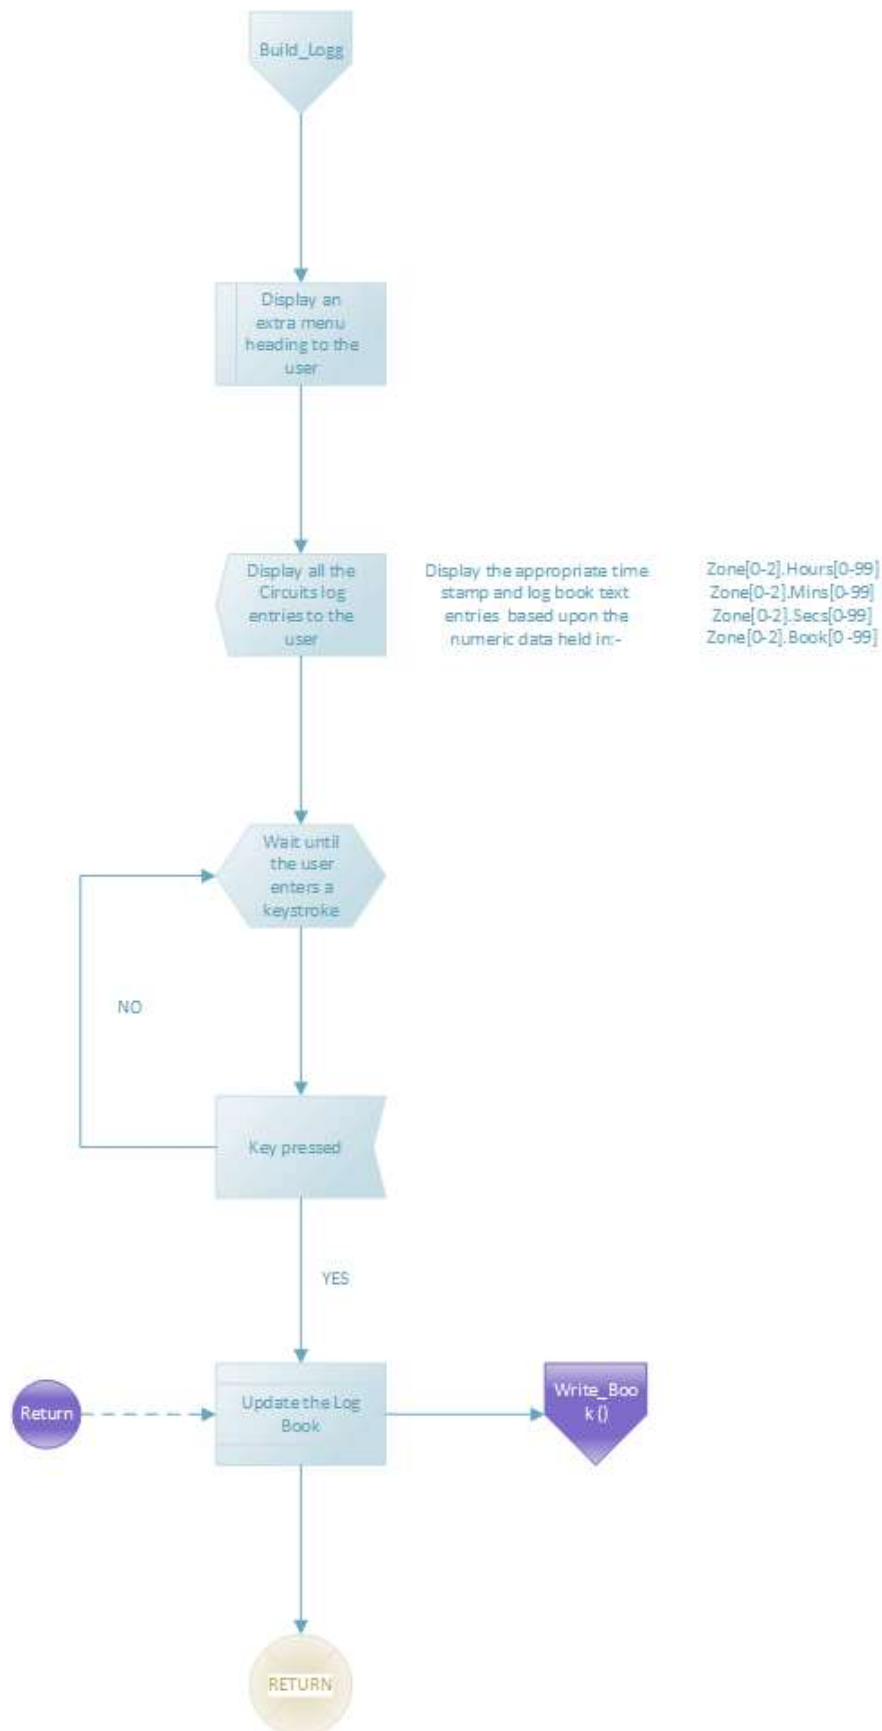 Build_Logg
Display an
extra menu
heading to the
user
Display all the
Circuits log
entries to the
user
Display the appropriate time
stamp and log book text
entries based upon the
numeric data held in:-
Zone[0-2].Hours[0-99]
Zone[0-2].Mins[0-99]
Zone[0-2].Secs[0-99]
Zone[0-2].Book[0 -99]
Wait until
the user
enters a
keystroke
NO
Key pressed
YES
Return
Update the Log
Book
Write_Boo
k ()
RETURN